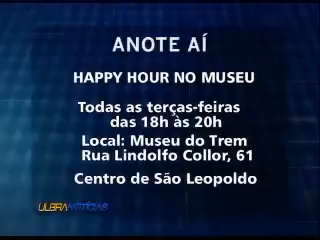 ANOTE AÍ
HAPPY HOUR NO MUSEU
Todas as terças-feiras
das 18h às 20h
Local: Museu do Trem
Rua Lindolfo Collor, 61
Centro de São Leopoldo
ULBRANOTÍCIAS